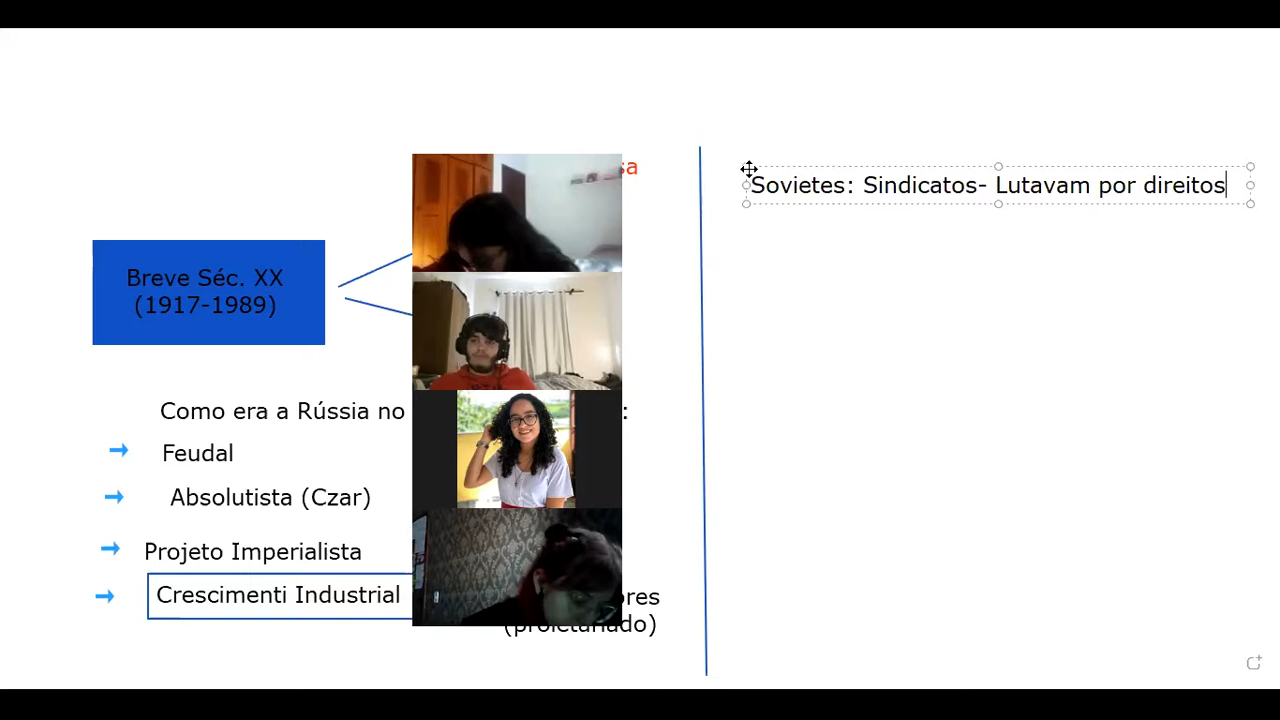 Breve Séc. XX
(1917-1989)
Como era a Rússia no
:
Feudal
Absolutista (Czar)
Projeto Imperialista
Crescimenti Industrial
(proletariado)
Sovietes: Sindicatos- Lutavam por direitos